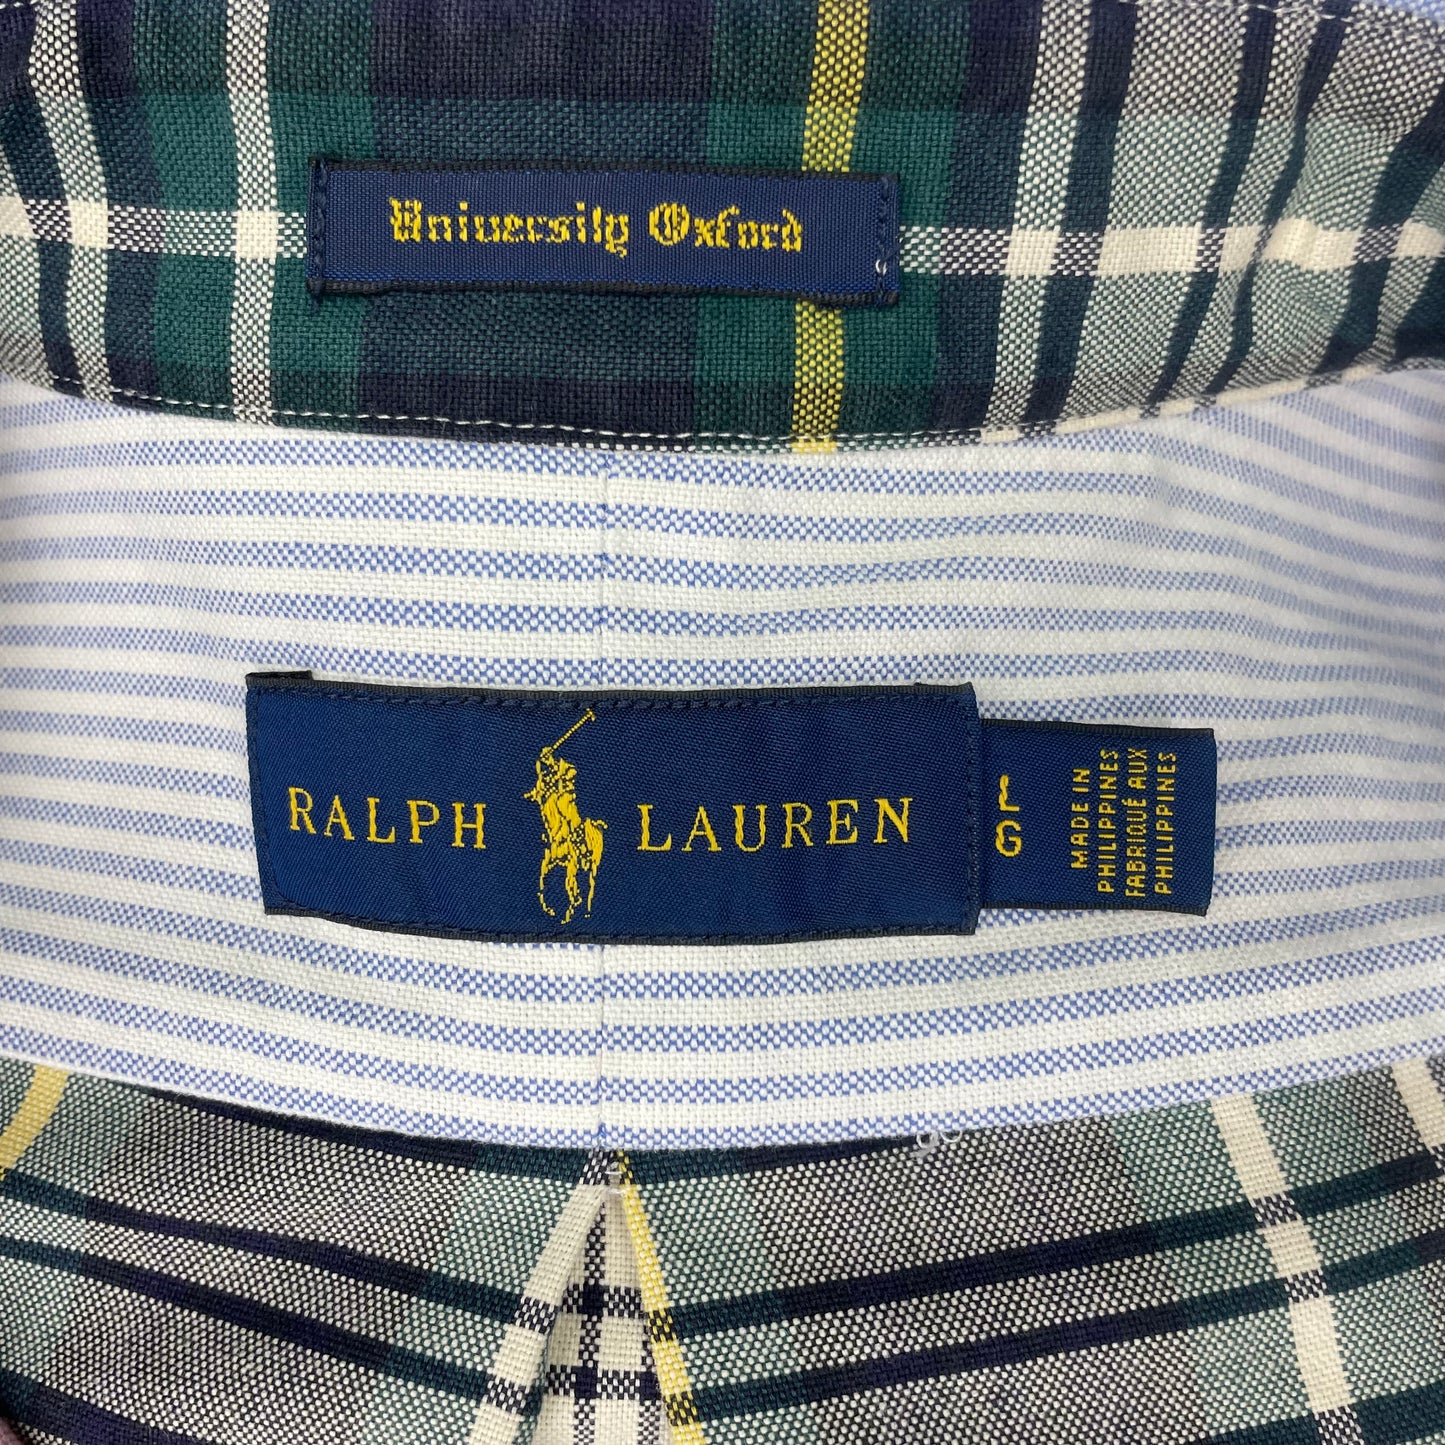 University Oxford
RALPH LAUREN
L
G
MADE IN
PHILIPPINES
FABRIQUÉ AUX
PHILIPPINES